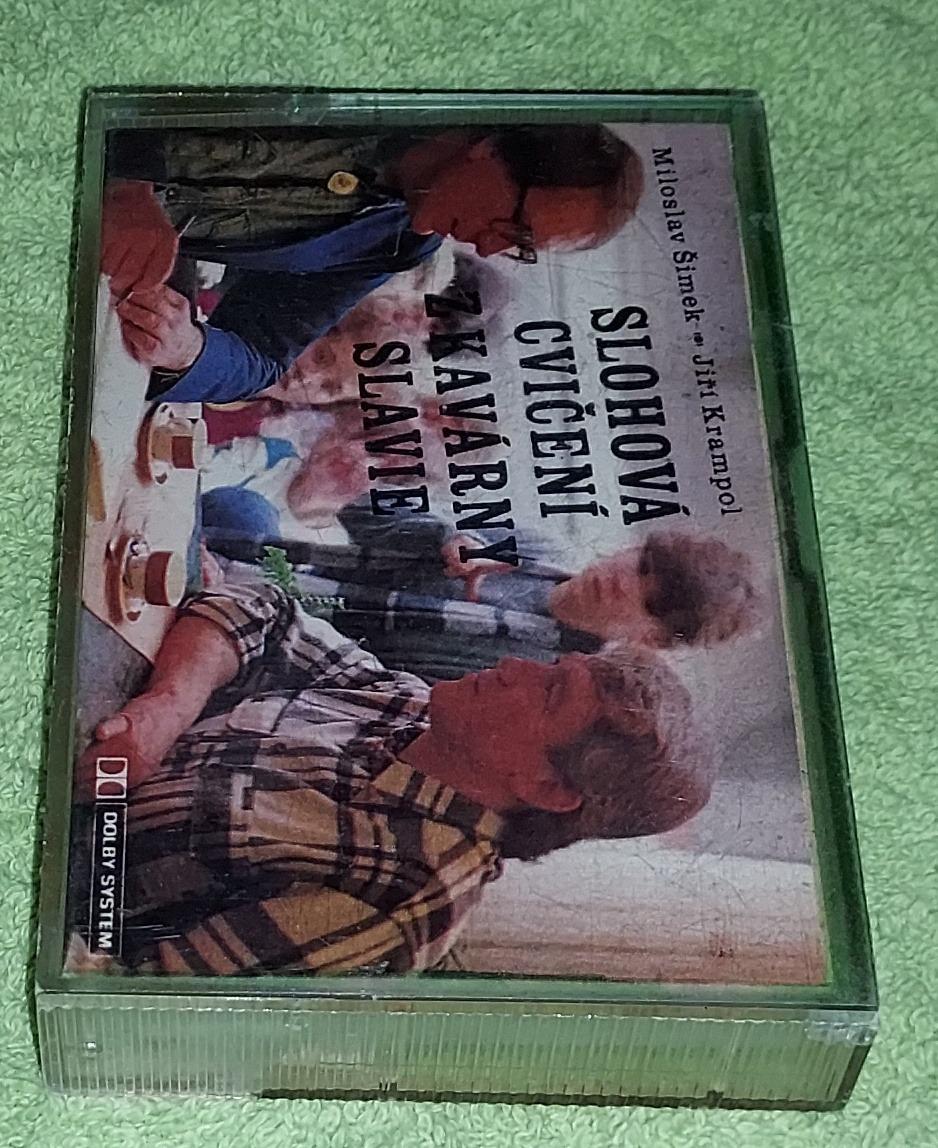 Miloslav Šimek a Jiří Krampol
SLOHOVÁ
CVIČENÍ
Z KAVÁRNY
SLAVIE
DOLBY SYSTEM